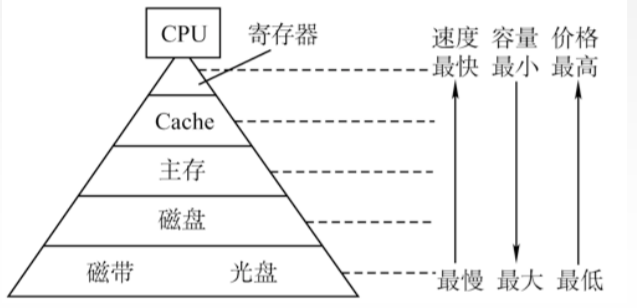 CPU
寄存器
速度 容量 价格
最快 最小 最高
Cache
主存
磁盘
磁带 光盘
最慢 最大 最低